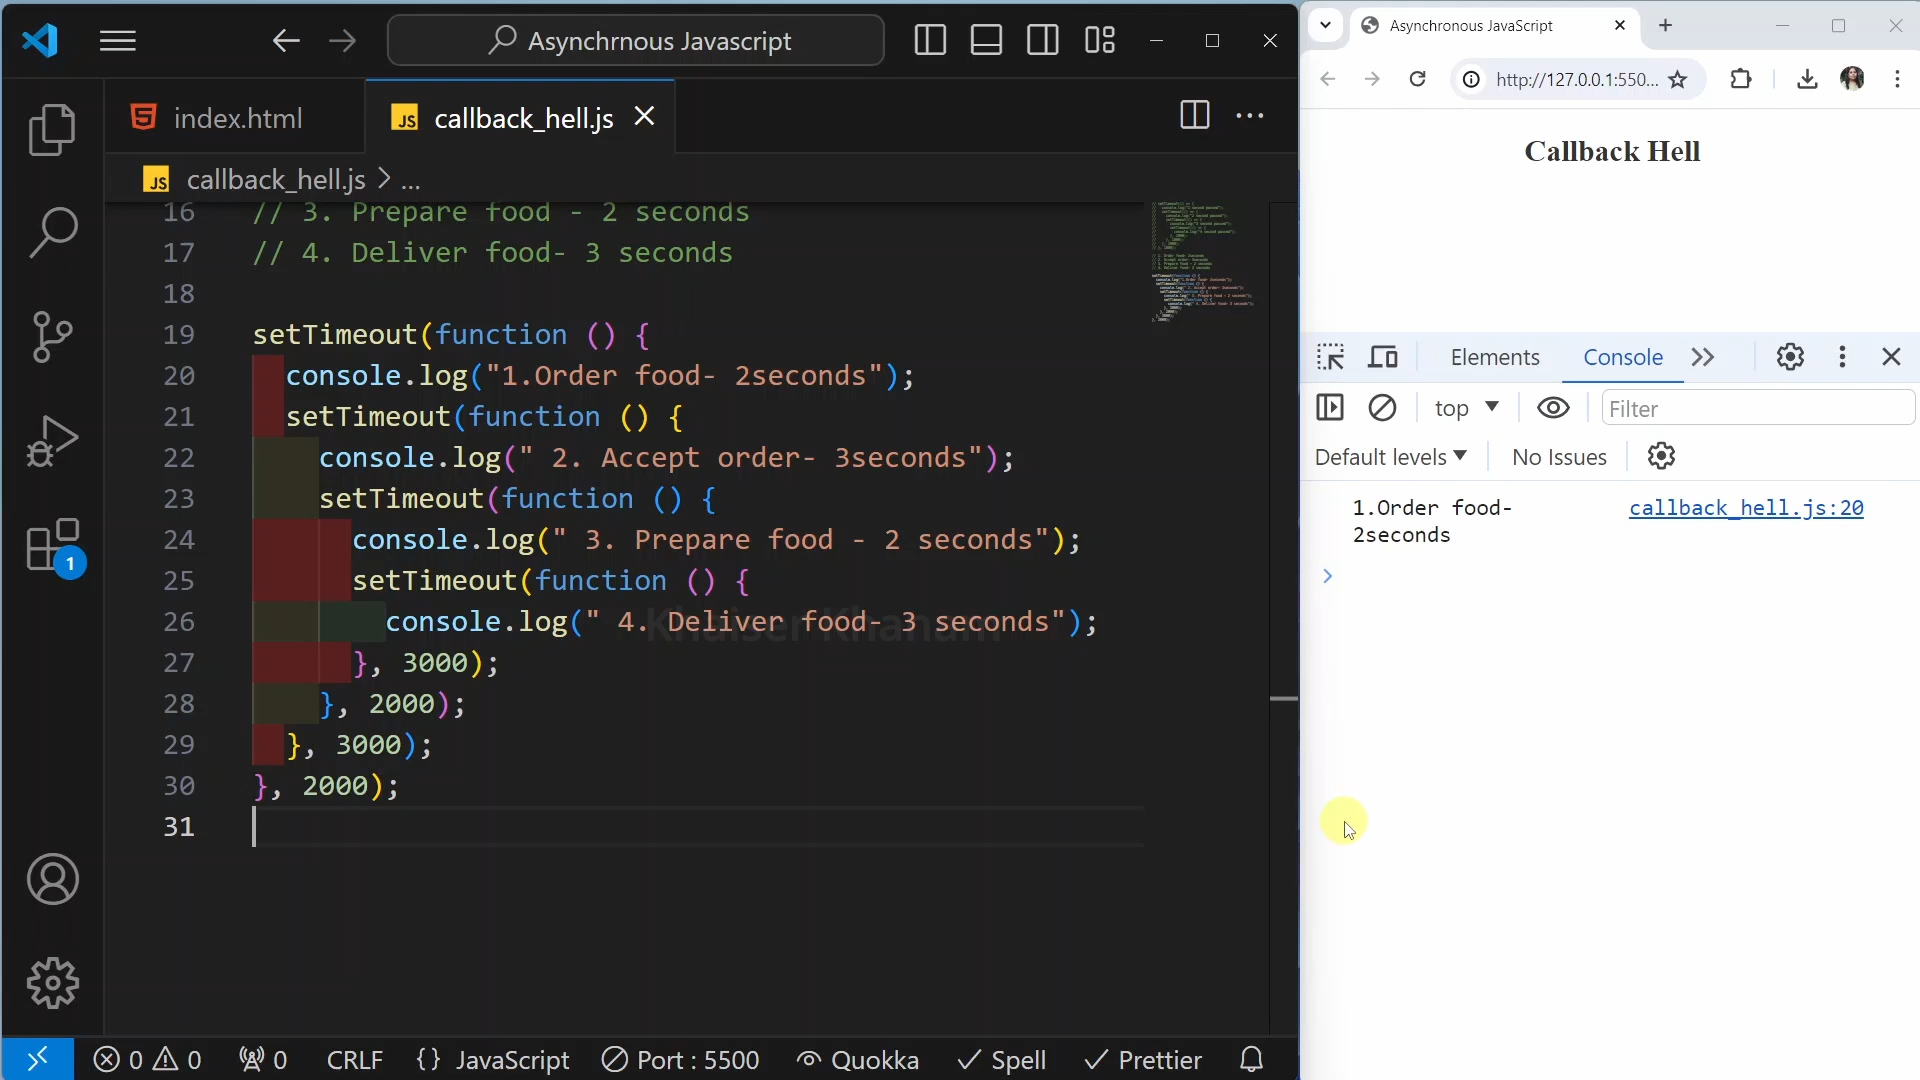 Asynchrnous Javascript
index.html
JS callback_hell.js
JS callback_hell.js > ...
16 // 3. Prepare food - 2 seconds
17 // 4. Deliver food- 3 seconds
18
19 setTimeout(function () {
20 console.log("1.Order food- 2seconds");
21 setTimeout(function () {
22 console.log(" 2. Accept order- 3seconds");
23 setTimeout(function () {
24 console.log(" 3. Prepare food - 2 seconds");
25 setTimeout(function () {
26 console.log(" 4. Deliver food- 3 seconds");
Khaiser Khanam
27 }, 3000);
28 }, 2000);
29 }, 3000);
30 }, 2000);
31
1
0 0 0 CRLF {} JavaScript Port : 5500 Quokka Spell Prettier
Asynchronous JavaScript
http://127.0.0.1:550...
Callback Hell
Elements Console
top Filter
Default levels No Issues
1.Order food- callback_hell.js:20
2seconds